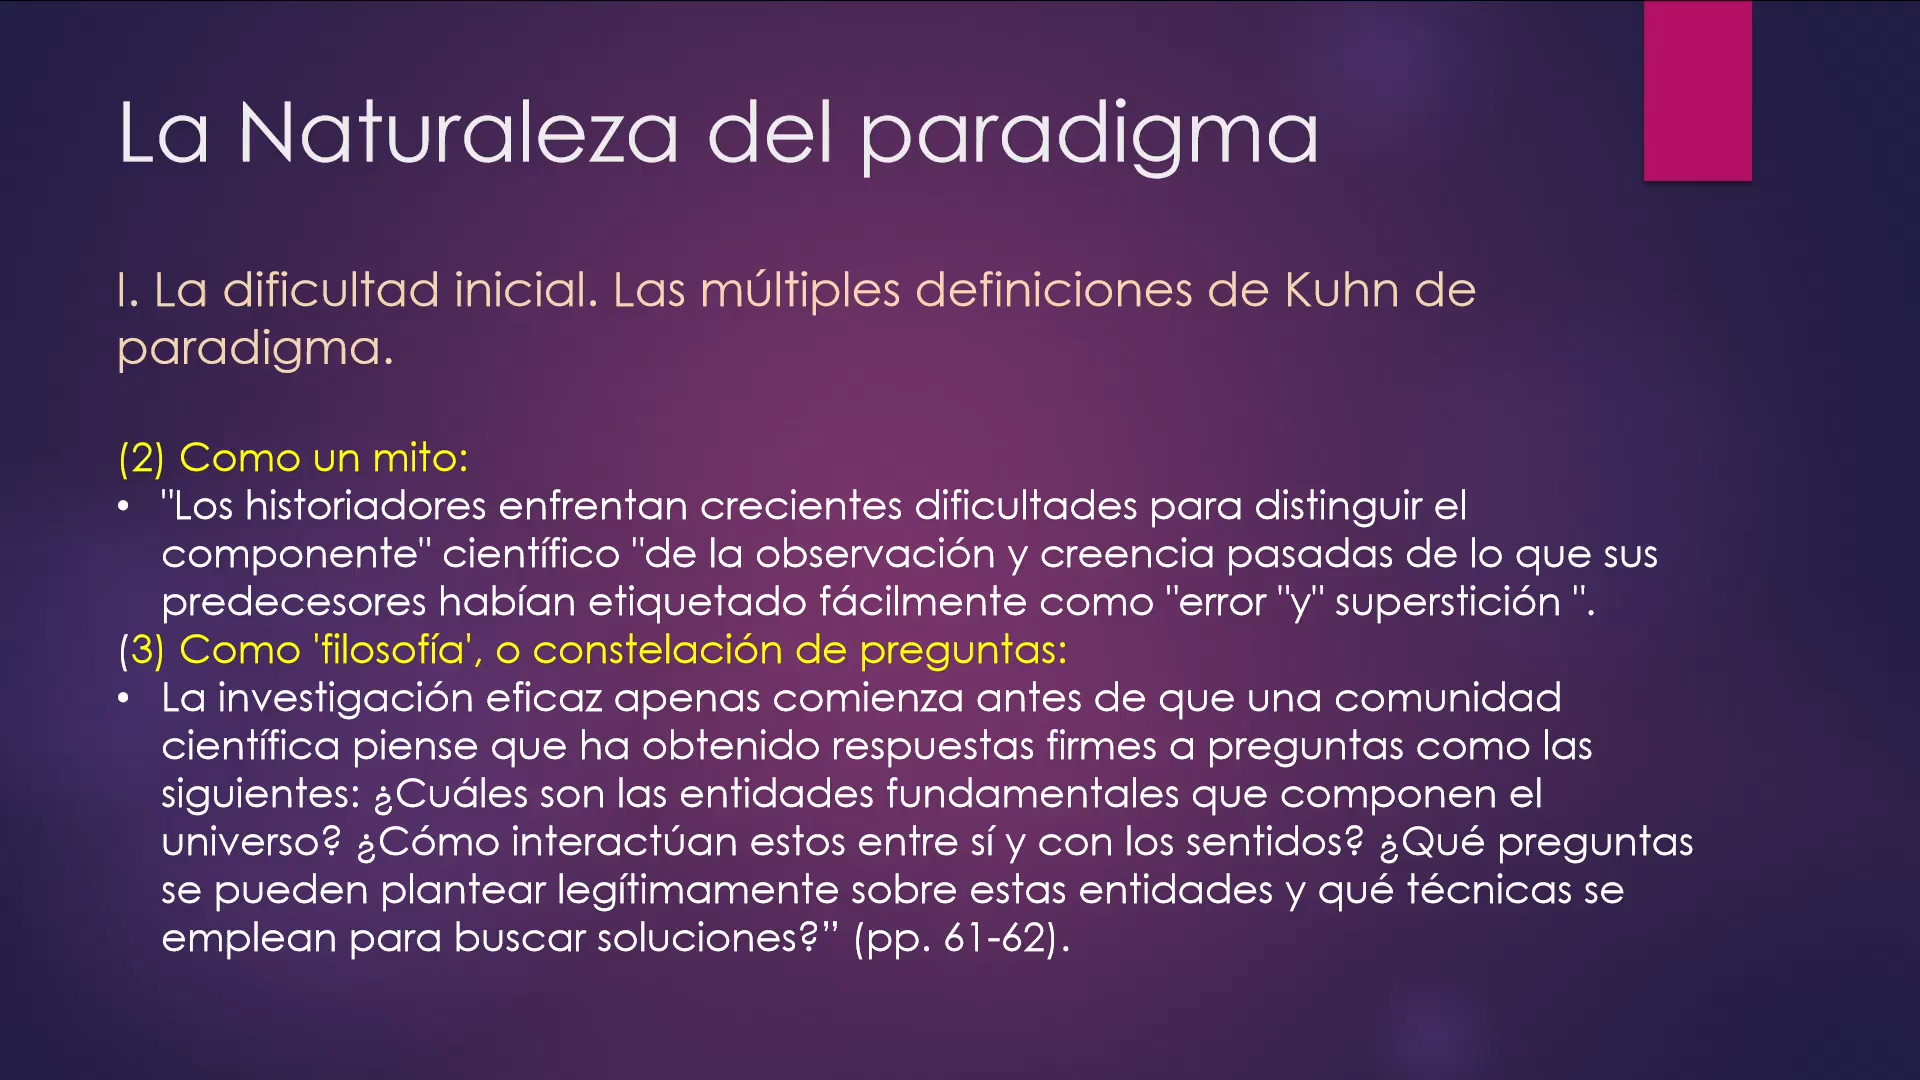 La Naturaleza del paradigma
I. La dificultad inicial. Las múltiples definiciones de Kuhn de
paradigma.
(2) Como un mito:
• "Los historiadores enfrentan crecientes dificultades para distinguir el
componente" científico "de la observación y creencia pasadas de lo que sus
predecesores habían etiquetado fácilmente como "error "y" superstición ".
(3) Como 'filosofía', o constelación de preguntas:
• La investigación eficaz apenas comienza antes de que una comunidad
científica piense que ha obtenido respuestas firmes a preguntas como las
siguientes: ¿Cuáles son las entidades fundamentales que componen el
universo? ¿Cómo interactúan estos entre sí y con los sentidos? ¿Qué preguntas
se pueden plantear legítimamente sobre estas entidades y qué técnicas se
emplean para buscar soluciones?” (pp. 61-62).